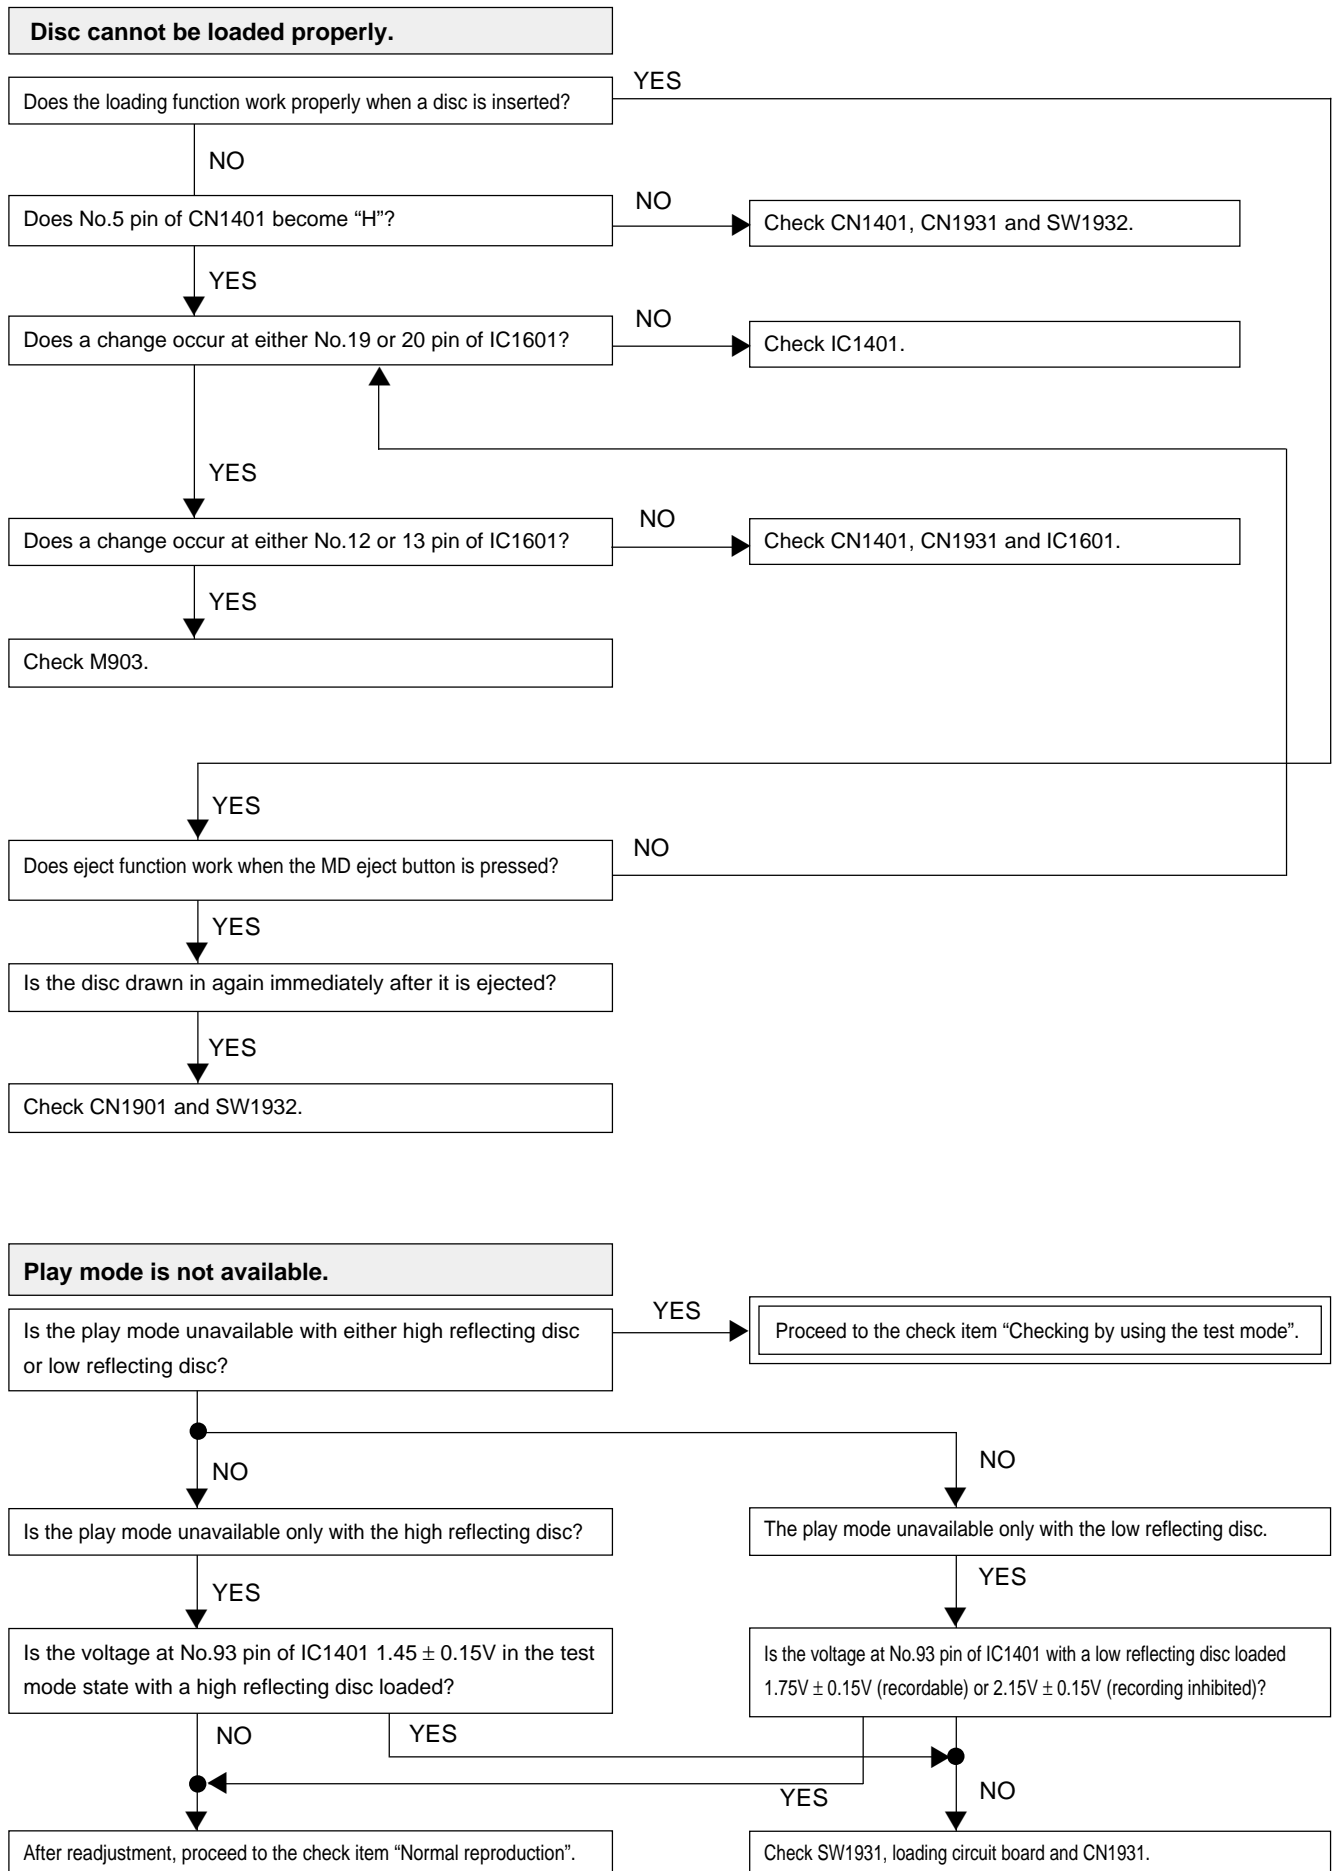 Disc cannot be loaded properly.
YES
Does the loading function work properly when a disc is inserted?
NO
Does No.5 pin of CN1401 become “H”?
NO
Check CN1401, CN1931 and SW1932.
YES
Does a change occur at either No.19 or 20 pin of IC1601?
NO
Check IC1401.
YES
Does a change occur at either No.12 or 13 pin of IC1601?
NO
Check CN1401, CN1931 and IC1601.
YES
Check M903.
YES
Does eject function work when the MD eject button is pressed?
NO
YES
Is the disc drawn in again immediately after it is ejected?
YES
Check CN1901 and SW1932.
Play mode is not available.
Is the play mode unavailable with either high reflecting disc
or low reflecting disc?
YES
Proceed to the check item “Checking by using the test mode”.
NO
NO
Is the play mode unavailable only with the high reflecting disc?
The play mode unavailable only with the low reflecting disc.
YES
YES
Is the voltage at No.93 pin of IC1401 1.45 ± 0.15V in the test
mode state with a high reflecting disc loaded?
Is the voltage at No.93 pin of IC1401 with a low reflecting disc loaded
1.75V ± 0.15V (recordable) or 2.15V ± 0.15V (recording inhibited)?
NO
YES
YES
NO
After readjustment, proceed to the check item “Normal reproduction”.
Check SW1931, loading circuit board and CN1931.